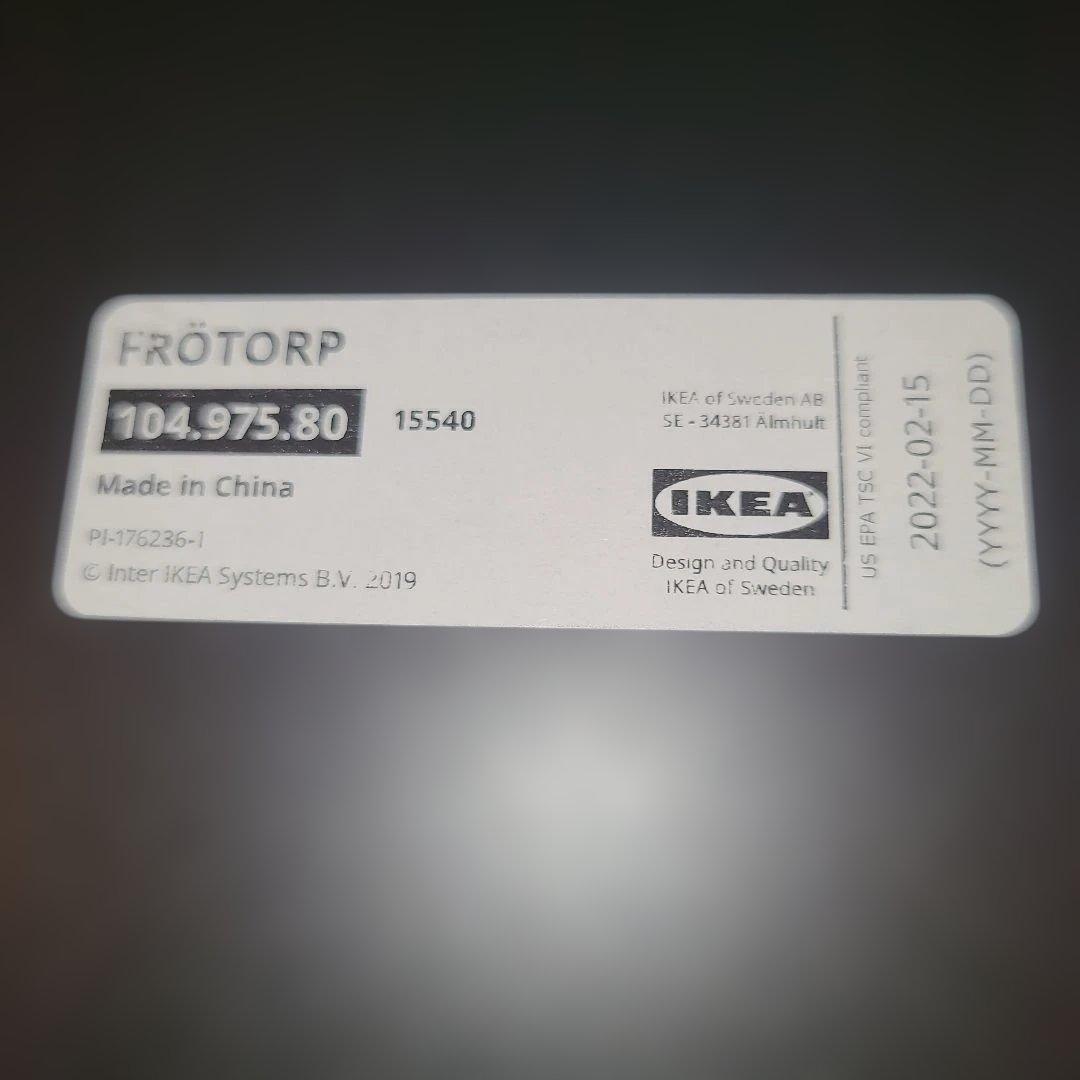 FRÖTORP
104.975.80
15540
Made in China
PI-176236-1
© Inter IKEA Systems B.V. 2019
IKEA of Sweden AB
SE - 34381 Älmhult
IKEA
Design and Quality
IKEA of Sweden
US EPA TSC VI compliant
2022-02-15
(YYYY-MM-DD)